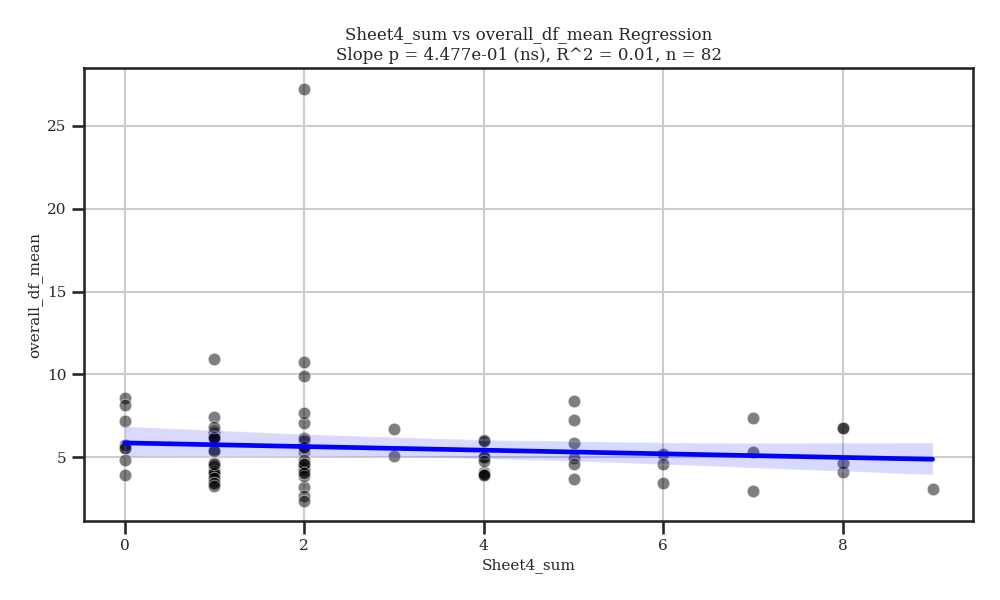 Sheet4_sum vs overall_df_mean Regression
Slope p = 4.477e-01 (ns), R^2 = 0.01, n = 82
25
20
15
10
5
overall_df_mean
0
2
4
6
8
Sheet4_sum